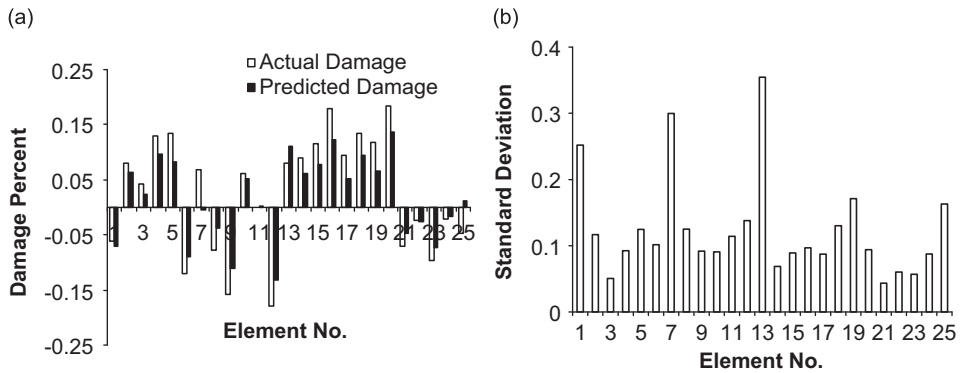 (a)
Actual Damage
Predicted Damage
0.25
0.15
0.05
-0.05
-0.15
-0.25
Damage Percent
1 3 5 7 9 11 13 15 17 19 21 23 25
Element No.
(b)
0.4
0.3
0.2
0.1
0
Standard Deviation
1 3 5 7 9 11 13 15 17 19 21 23 25
Element No.